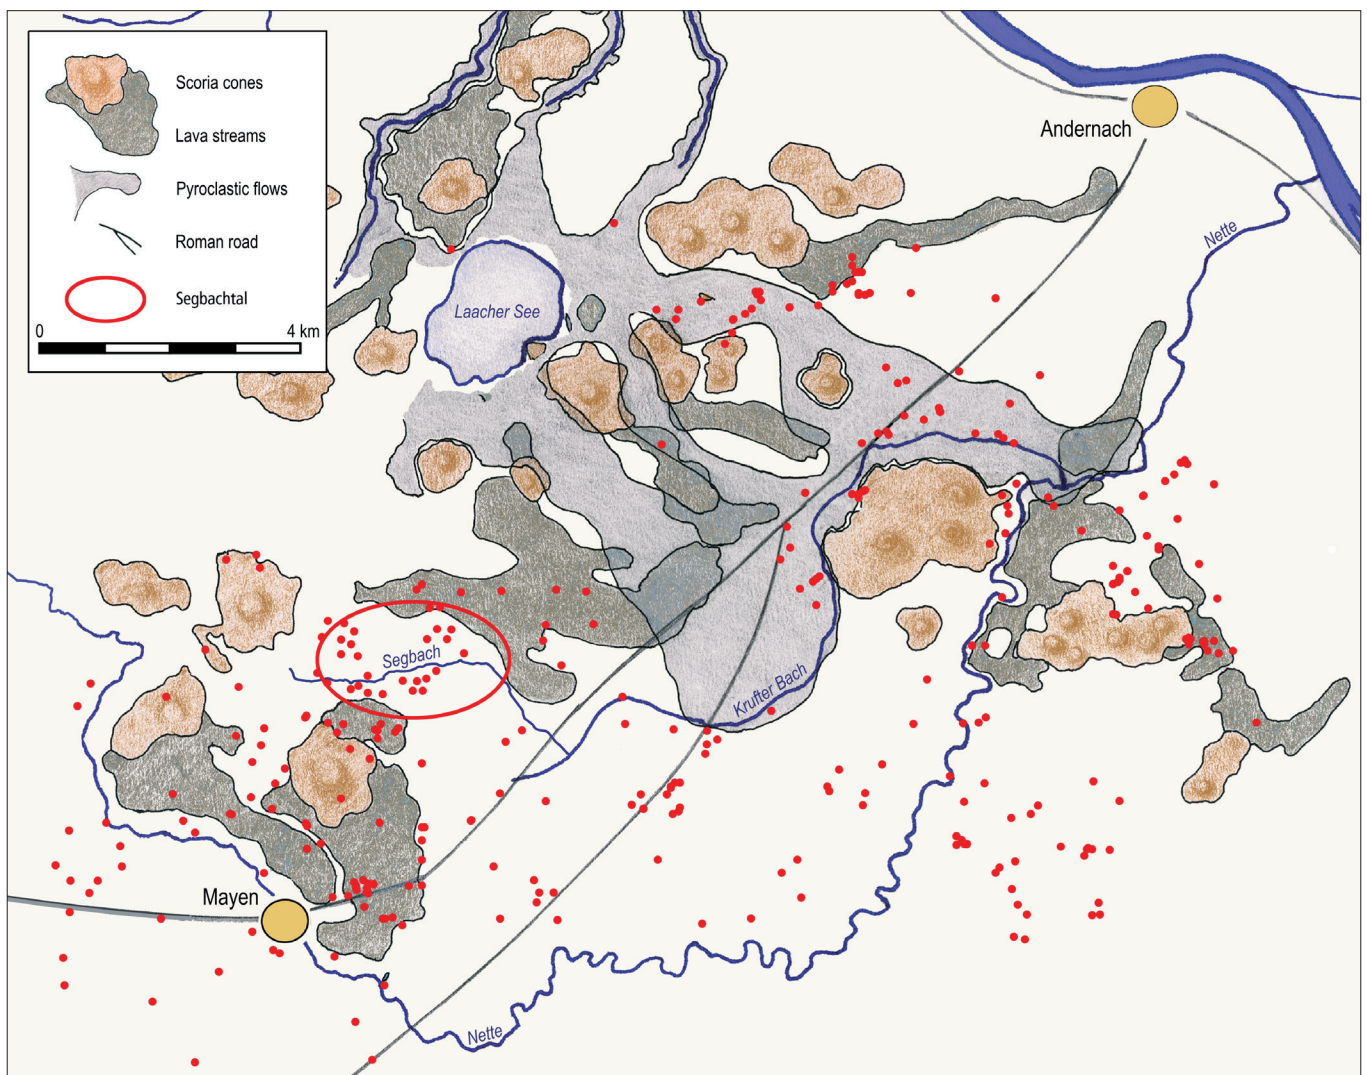 Scoria cones
Lava streams
Pyroclastic flows
Roman road
Segbachtal
0 4 km
Andernach
Nette
Laacher See
Segbach
Krufter Bach
Mayen
Nette